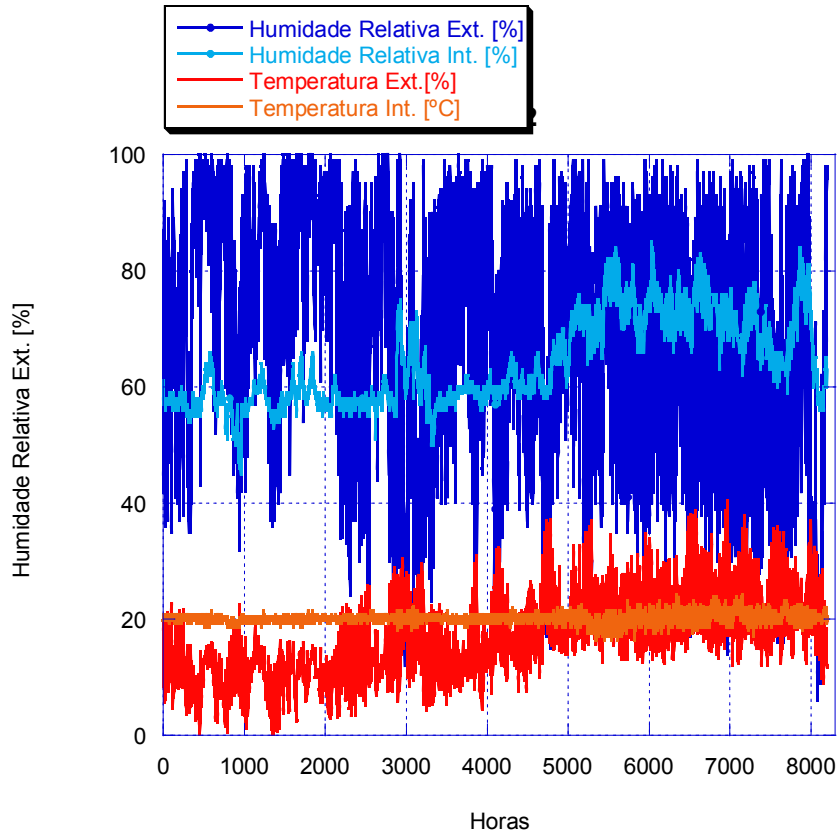 Humidade Relativa Ext. [%]
Humidade Relativa Int. [%]
Temperatura Ext.[%]
Temperatura Int. [ºC]
100
80
60
40
20
0
Humidade Relativa Ext. [%]
0 1000 2000 3000 4000 5000 6000 7000 8000
Horas